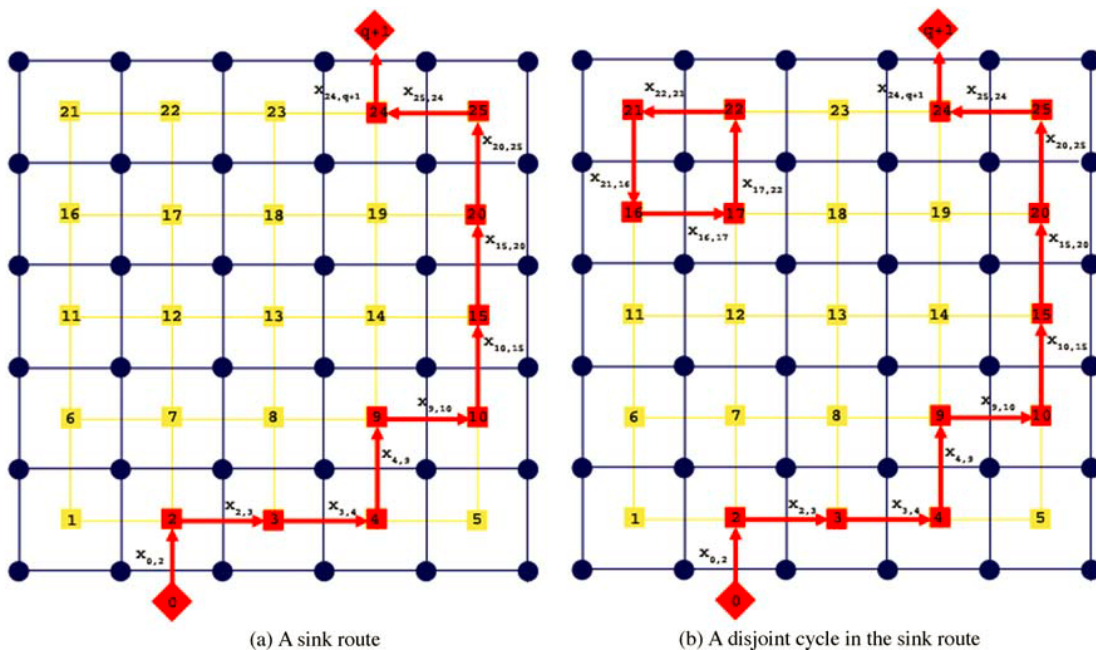 q+1
x24,q+1
x25,24
21 22 23 24 25
x20,25
16 17 18 19 20
x15,20
11 12 13 14 15
x10,15
x9,10
6 7 8 9 10
x4,9
x2,3 x3,4
1 2 3 4 5
x0,2
0
(a) A sink route
q+1
x22,21
x24,q+1
x25,24
21 22 23 24 25
x20,25
x21,16
x17,22
16 17 18 19 20
x16,17
x15,20
11 12 13 14 15
x10,15
x9,10
6 7 8 9 10
x4,9
x2,3 x3,4
1 2 3 4 5
x0,2
0
(b) A disjoint cycle in the sink route